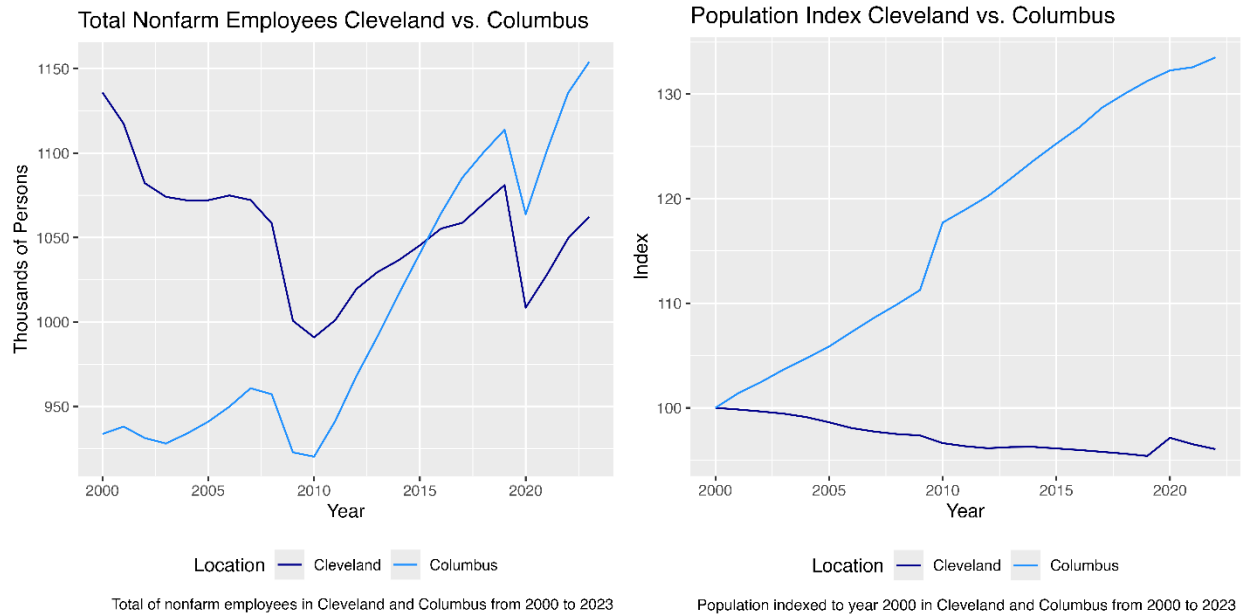 Total Nonfarm Employees Cleveland vs. Columbus
Thousands of Persons
1150
1100
1050
1000
950
2000
2005
2010
2015
2020
Year
Location Cleveland Columbus
Total of nonfarm employees in Cleveland and Columbus from 2000 to 2023
Population Index Cleveland vs. Columbus
Index
130
120
110
100
2000
2005
2010
2015
2020
Year
Location Cleveland Columbus
Population indexed to year 2000 in Cleveland and Columbus from 2000 to 2023